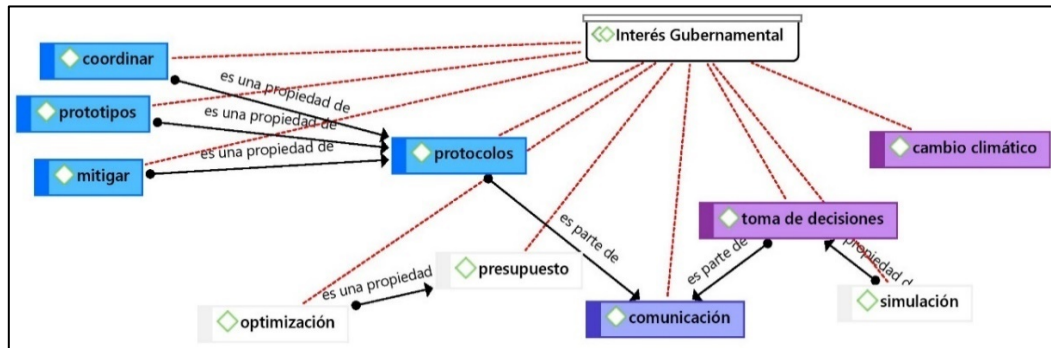 Interés Gubernamental
coordinar
es una propiedad de
prototipos
es una propiedad de
protocolos
cambio climático
mitigar
es una propiedad de
toma de decisiones
es parte de
es parte de
propiedad d
presupuesto
es una propiedad
simulación
optimización
comunicación